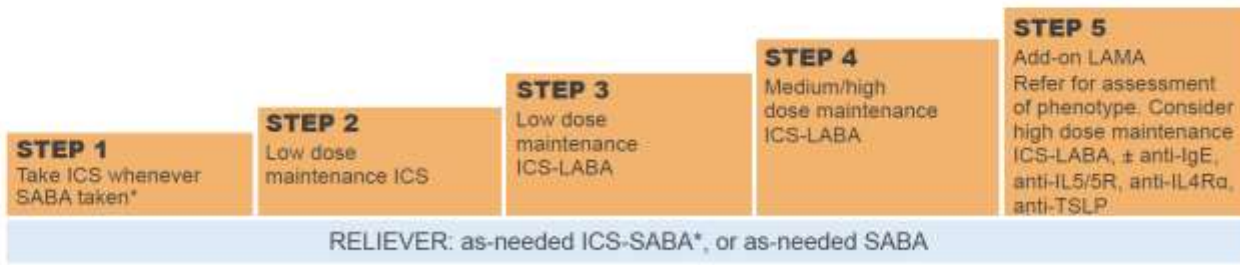 STEP 1
Take ICS whenever
SABA taken*
STEP 2
Low dose
maintenance ICS
STEP 3
Low dose
maintenance
ICS-LABA
STEP 4
Medium/high
dose maintenance
ICS-LABA
STEP 5
Add-on LAMA
Refer for assessment
of phenotype. Consider
high dose maintenance
ICS-LABA, ± anti-IgE,
anti-IL5/5R, anti-IL4Rα,
anti-TSLP
RELIEVER: as-needed ICS-SABA*, or as-needed SABA